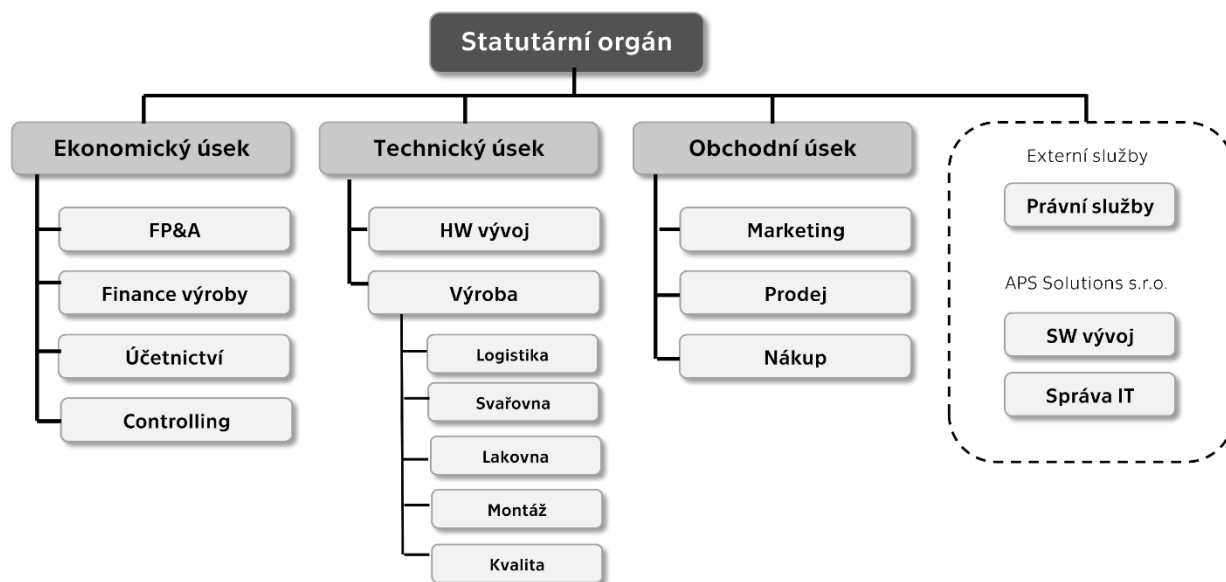 Statutární orgán
Ekonomický úsek
FP&A
Finance výroby
Účetnictví
Controlling
Technický úsek
HW vývoj
Výroba
Logistika
Svařovna
Lakovna
Montáž
Kvalita
Obchodní úsek
Marketing
Prodej
Nákup
Externí služby
Právní služby
APS Solutions s.r.o.
SW vývoj
Správa IT